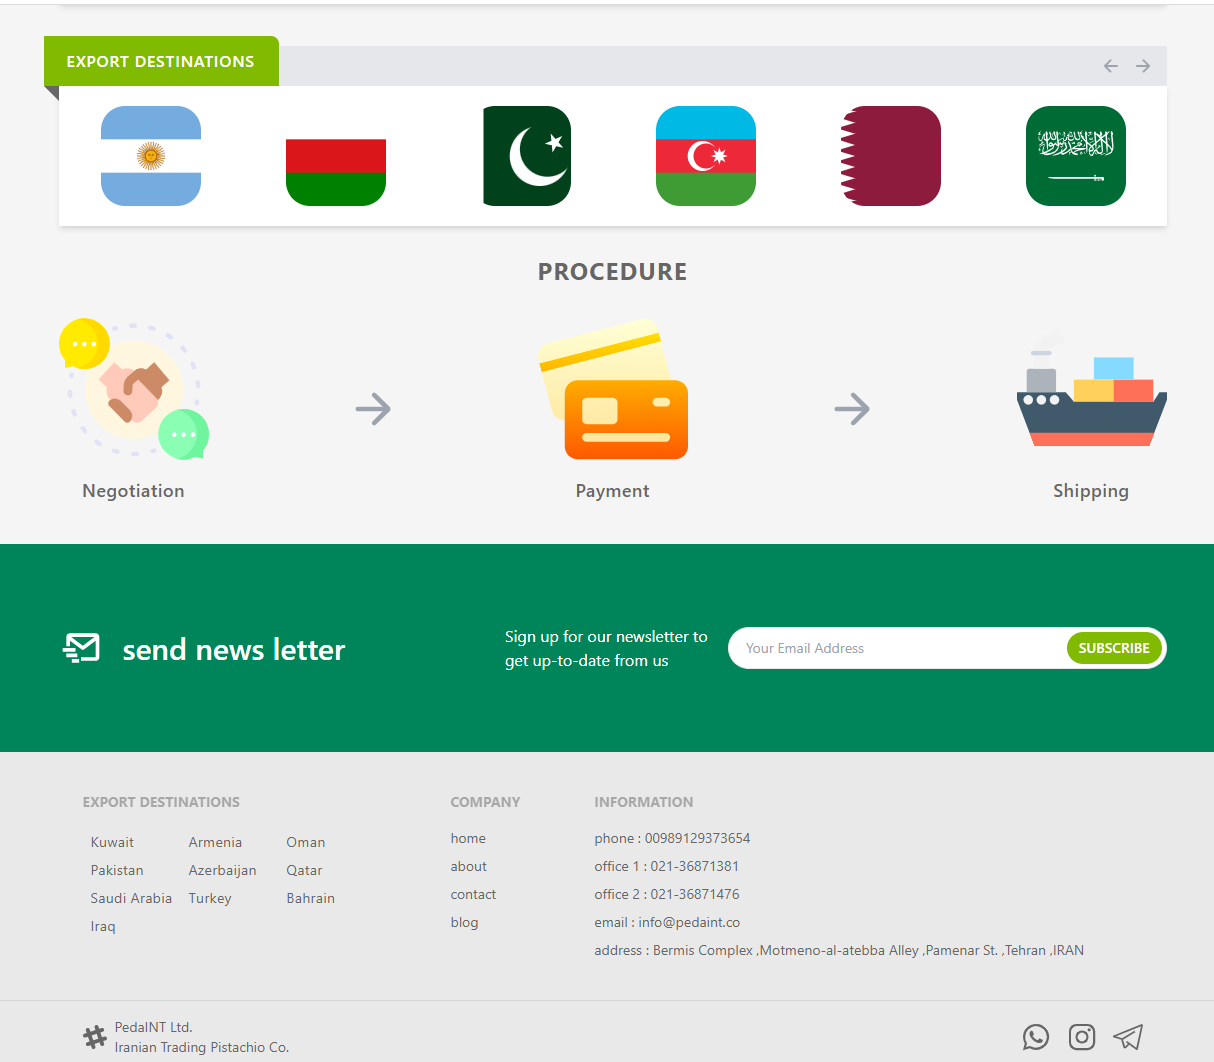 EXPORT DESTINATIONS
PROCEDURE
Negotiation
Payment
Shipping
send news letter
Sign up for our newsletter to
get up-to-date from us
Your Email Address
SUBSCRIBE
EXPORT DESTINATIONS
Kuwait Armenia Oman
Pakistan Azerbaijan Qatar
Saudi Arabia Turkey Bahrain
Iraq
COMPANY
home
about
contact
blog
INFORMATION
phone : 00989129373654
office 1 : 021-36871381
office 2 : 021-36871476
email : info@pedaint.co
address : Bermis Complex ,Motmeno-al-atebba Alley ,Pamenar St. ,Tehran ,IRAN
PedaINT Ltd.
Iranian Trading Pistachio Co.